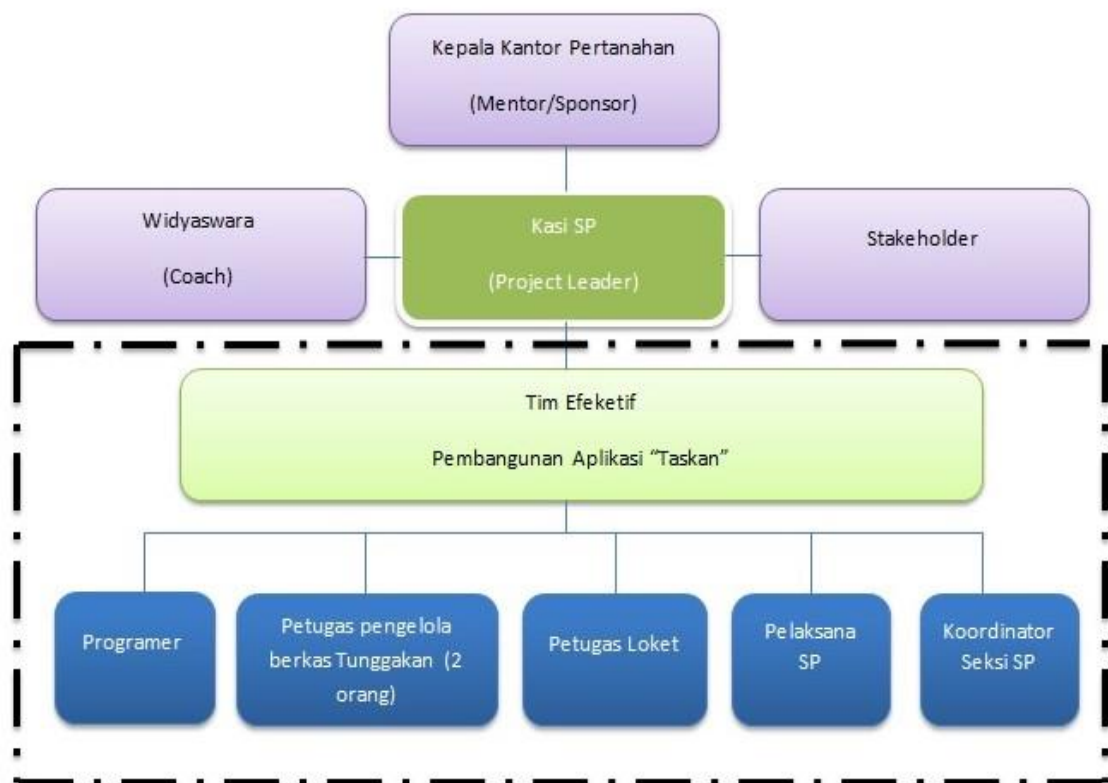 Kepala Kantor Pertanahan
(Mentor/Sponsor)
Widyaswara
(Coach)
Kasi SP
(Project Leader)
Stakeholder
Tim Efeketif
Pembangunan Aplikasi “Taskan”
Programer
Petugas pengelola
berkas Tunggakan (2
orang)
Petugas Loket
Pelaksana
SP
Koordinator
Seksi SP